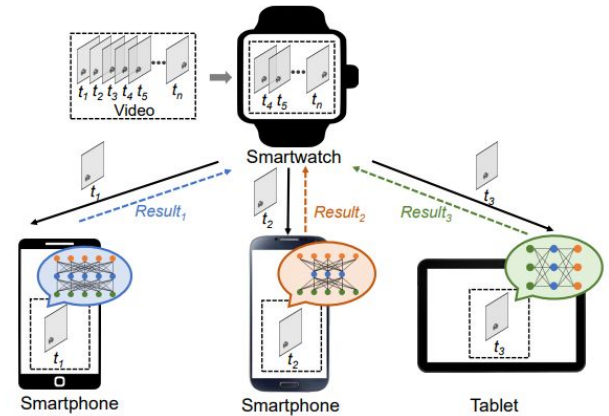 t1 t2 t3 t4 t5 ... tn
Video
t4 t5 ... tn
Smartwatch
t1
Result1
t2
Result2
t3
Result3
t1
t2
t3
Smartphone
Smartphone
Tablet